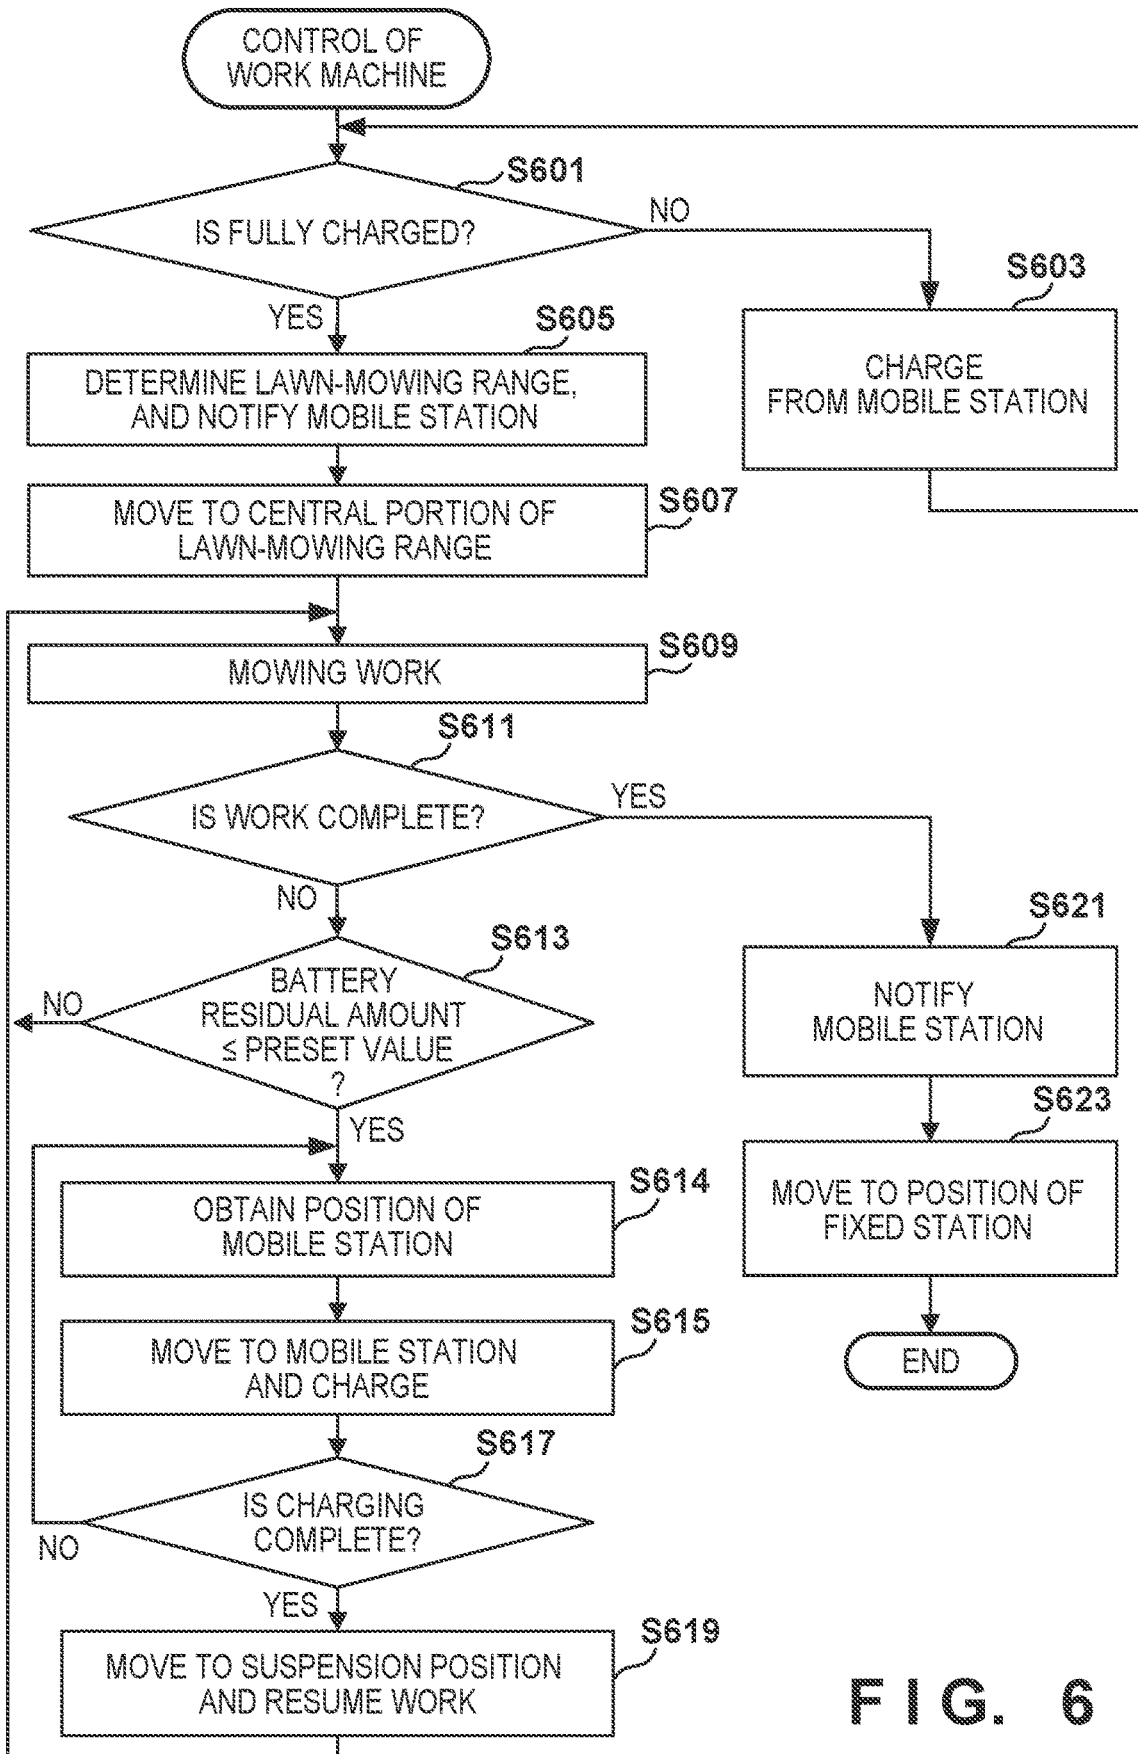 CONTROL OF
WORK MACHINE
S601
IS FULLY CHARGED?
NO
YES
S603
CHARGE
FROM MOBILE STATION
S605
DETERMINE LAWN-MOWING RANGE,
AND NOTIFY MOBILE STATION
S607
MOVE TO CENTRAL PORTION OF
LAWN-MOWING RANGE
S609
MOWING WORK
S611
IS WORK COMPLETE?
YES
NO
S613
BATTERY
RESIDUAL AMOUNT
≤ PRESET VALUE
?
NO
YES
S621
NOTIFY
MOBILE STATION
S623
MOVE TO POSITION OF
FIXED STATION
END
S614
OBTAIN POSITION OF
MOBILE STATION
S615
MOVE TO MOBILE STATION
AND CHARGE
S617
IS CHARGING
COMPLETE?
NO
YES
S619
MOVE TO SUSPENSION POSITION
AND RESUME WORK
FIG. 6